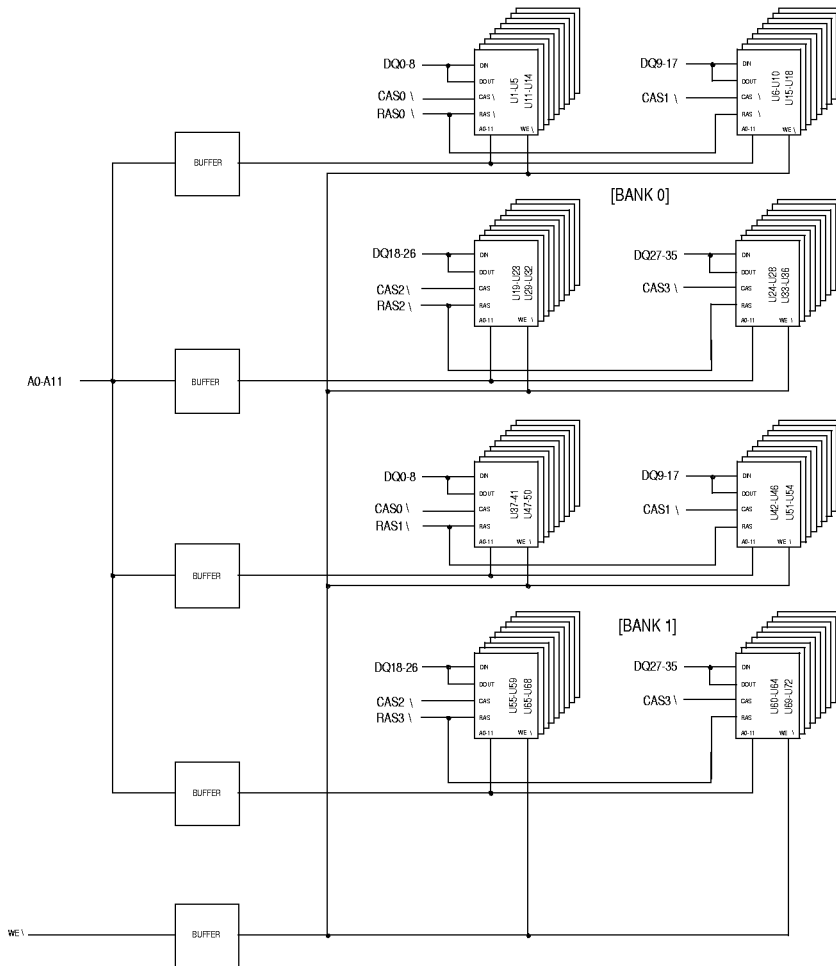 DQ0-8
DIN
DOUT
CAS0 \
CAS \
RAS0 \
RAS \
A0-11
WE \
U1-U5
U11-U14
DQ9-17
DIN
DOUT
CAS1 \
CAS \
RAS \
A0-11
WE \
U6-U10
U15-U18
BUFFER
[BANK 0]
DQ18-26
DIN
DOUT
CAS2 \
CAS
RAS2 \
RAS
A0-11
WE \
U19-U23
U29-U32
DQ27-35
DIN
DOUT
CAS3 \
CAS
RAS
A0-11
WE \
U24-U28
U33-U36
A0-A11
BUFFER
DQ0-8
DIN
DOUT
CAS0 \
CAS
RAS1 \
RAS
A0-11
WE \
U37-41
U47-50
DQ9-17
DIN
DOUT
CAS1 \
CAS
RAS
A0-11
WE \
U42-U46
U51-U54
BUFFER
[BANK 1]
DQ18-26
DIN
DOUT
CAS2 \
CAS
RAS3 \
RAS
A0-11
WE \
U55-U59
U65-U68
DQ27-35
DIN
DOUT
CAS3 \
CAS
RAS
A0-11
WE \
U60-U64
U69-U72
BUFFER
WE \
BUFFER